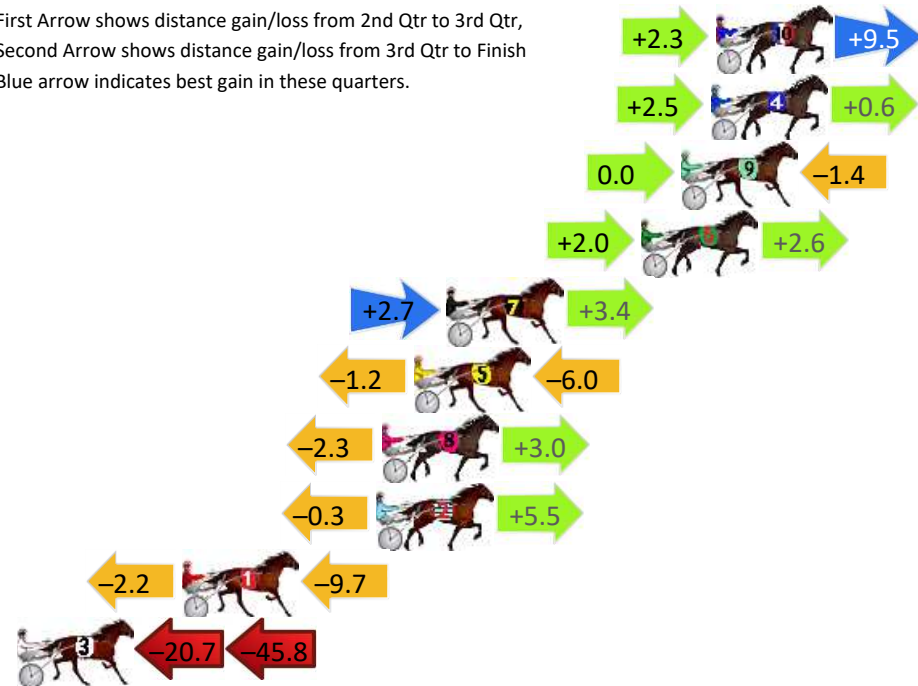 First Arrow shows distance gain/loss from 2nd Qtr to 3rd Qtr,
Second Arrow shows distance gain/loss from 3rd Qtr to Finish
Blue arrow indicates best gain in these quarters.
+2.3 10 +9.5
+2.5 4 +0.6
0.0 9 −1.4
+2.0 6 +2.6
+2.7 7 +3.4
−1.2 5 −6.0
−2.3 8 +3.0
−0.3 2 +5.5
−2.2 1 −9.7
3 −20.7 −45.8